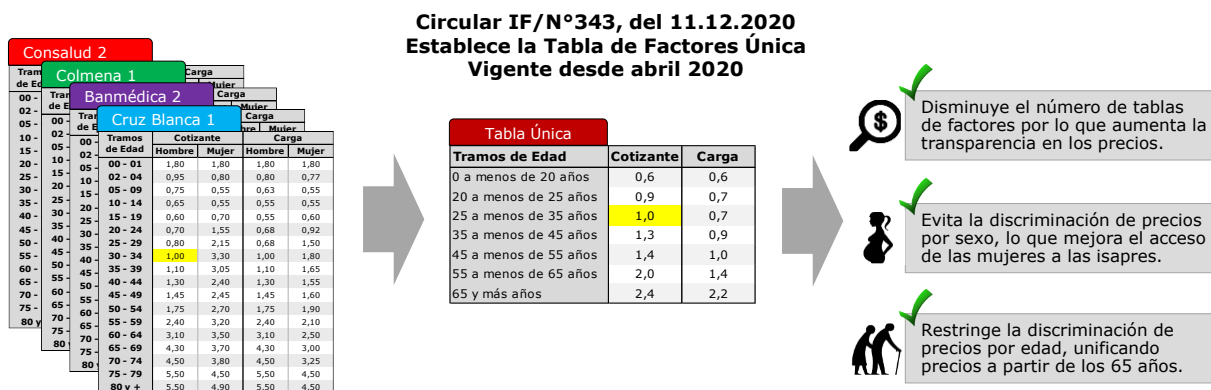 Circular IF/N°343, del 11.12.2020
Establece la Tabla de Factores Única
Vigente desde abril 2020
Consalud 2
Colmena 1
Banmédica 2
Cruz Blanca 1
Tramos de Edad Cotizante Carga
Hombre Mujer Hombre Mujer
00 - 01 1,80 1,80 1,80 1,80
02 - 04 0,95 0,80 0,80 0,77
05 - 09 0,75 0,55 0,63 0,55
10 - 14 0,65 0,55 0,55 0,55
15 - 19 0,60 0,70 0,55 0,60
20 - 24 0,70 1,55 0,68 0,92
25 - 29 0,80 2,15 0,68 1,50
30 - 34 1,00 3,30 1,00 1,80
35 - 39 1,10 3,05 1,10 1,65
40 - 44 1,30 2,40 1,30 1,55
45 - 49 1,45 2,45 1,45 1,60
50 - 54 1,75 2,70 1,75 1,90
55 - 59 2,40 3,20 2,40 2,10
60 - 64 3,10 3,50 3,10 2,50
65 - 69 4,30 3,70 4,30 3,00
70 - 74 4,50 3,80 4,50 3,25
75 - 79 5,50 4,50 5,50 4,50
80 y + 5,50 4,90 5,50 4,50
Tabla Única
Tramos de Edad Cotizante Carga
0 a menos de 20 años 0,6 0,6
20 a menos de 25 años 0,9 0,7
25 a menos de 35 años 1,0 0,7
35 a menos de 45 años 1,3 0,9
45 a menos de 55 años 1,4 1,0
55 a menos de 65 años 2,0 1,4
65 y más años 2,4 2,2
Disminuye el número de tablas
de factores por lo que aumenta la
transparencia en los precios.
Evita la discriminación de precios
por sexo, lo que mejora el acceso
de las mujeres a las isapres.
Restringe la discriminación de
precios por edad, unificando
precios a partir de los 65 años.